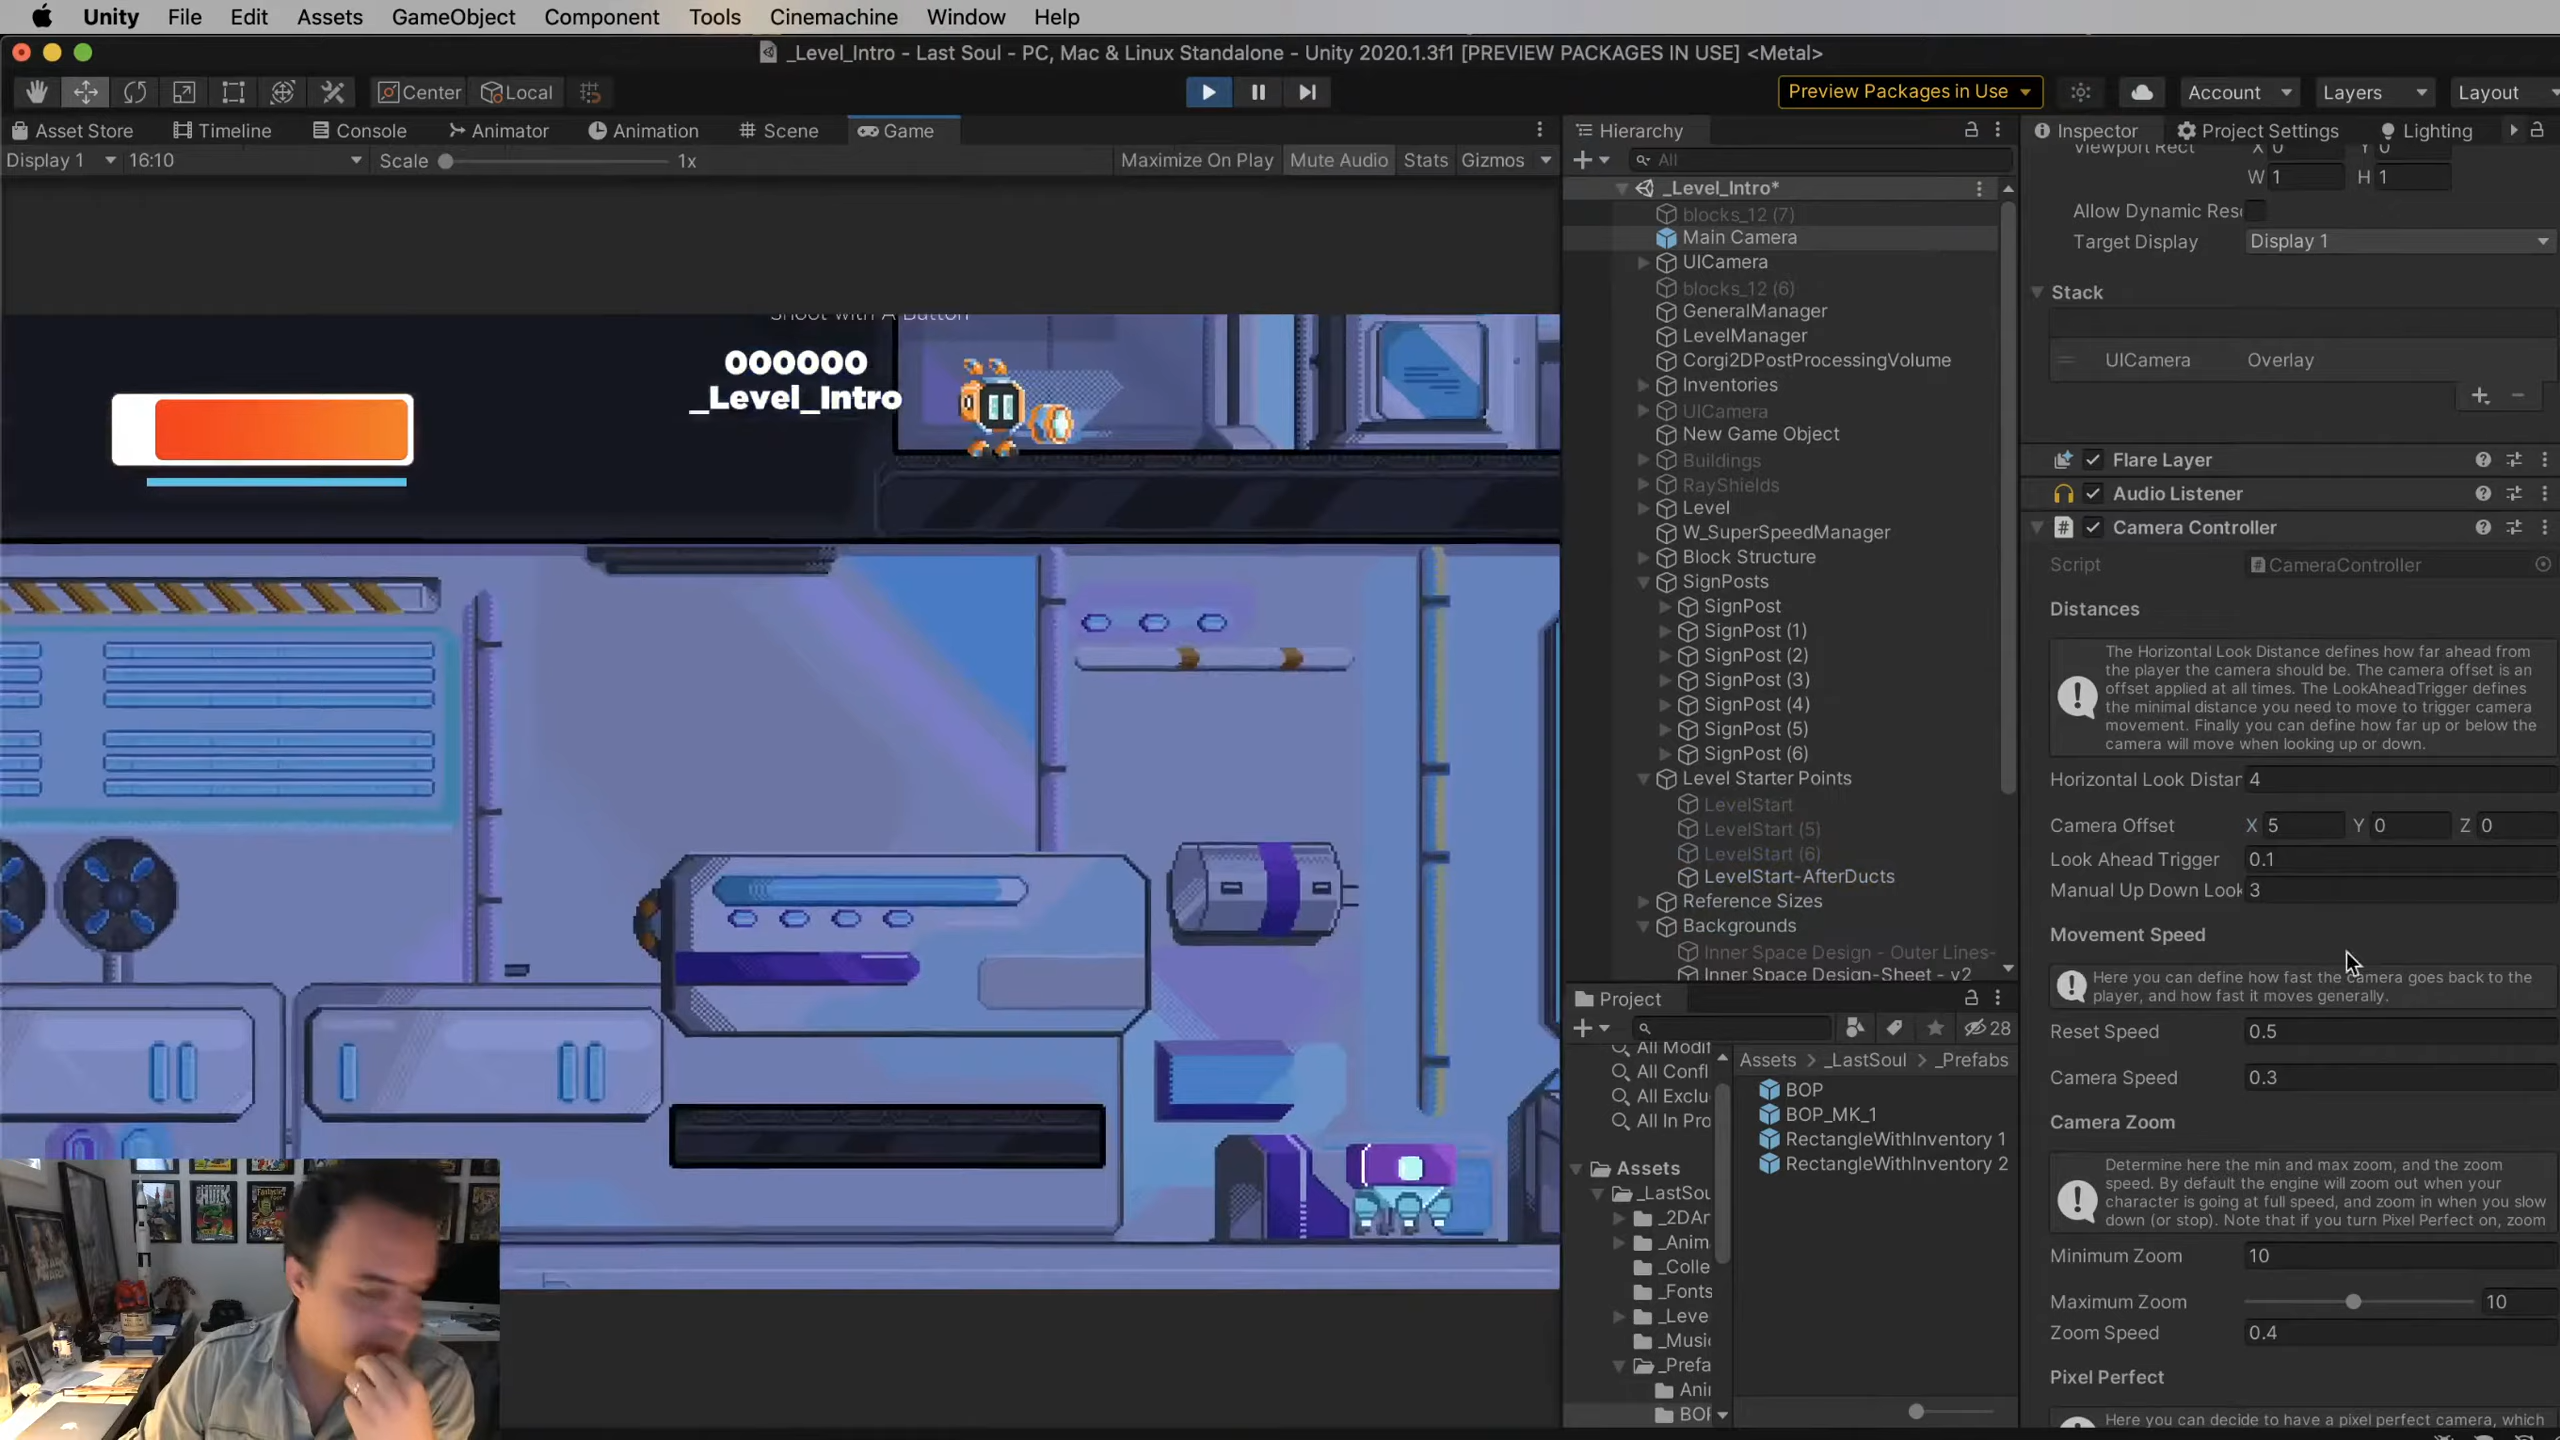 Unity File Edit Assets GameObject Component Tools Cinemachine Window Help
_Level_Intro - Last Soul - PC, Mac & Linux Standalone - Unity 2020.1.3f1 [PREVIEW PACKAGES IN USE] <Metal>
Center Local
Preview Packages in Use
Account Layers Layout
Asset Store Timeline Console Animator Animation Scene Game
Display 1 16:10 Scale 1x Maximize On Play Mute Audio Stats Gizmos
Shoot with A Button
000000
_Level_Intro
Hierarchy
All
_Level_Intro*
blocks_12 (7)
Main Camera
UICamera
blocks_12 (6)
GeneralManager
LevelManager
Corgi2DPostProcessingVolume
Inventories
UICamera
New Game Object
Buildings
RayShields
Level
W_SuperSpeedManager
Block Structure
SignPosts
SignPost
SignPost (1)
SignPost (2)
SignPost (3)
SignPost (4)
SignPost (5)
SignPost (6)
Level Starter Points
LevelStart
LevelStart (5)
LevelStart (6)
LevelStart-AfterDucts
Reference Sizes
Backgrounds
Inner Space Design - Outer Lines-
Inner Space Design-Sheet - v2
Project
28
All Modif
All Confl
All Exclu
All In Pro
Assets
_LastSou
_2DAr
_Anim
_Colle
_Fonts
_Leve
_Music
_Prefa
Ani
BOP
Assets > _LastSoul > _Prefabs
BOP
BOP_MK_1
RectangleWithInventory 1
RectangleWithInventory 2
Inspector Project Settings Lighting
Viewport Rect X 0 Y 0
W 1 H 1
Allow Dynamic Res
Target Display Display 1
Stack
UICamera Overlay
Flare Layer
Audio Listener
Camera Controller
Script CameraController
Distances
The Horizontal Look Distance defines how far ahead from
the player the camera should be. The camera offset is an
offset applied at all times. The LookAheadTrigger defines
the minimal distance you need to move to trigger camera
movement. Finally you can define how far up or below the
camera will move when looking up or down.
Horizontal Look Distar 4
Camera Offset X 5 Y 0 Z 0
Look Ahead Trigger 0.1
Manual Up Down Look 3
Movement Speed
Here you can define how fast the camera goes back to the
player, and how fast it moves generally.
Reset Speed 0.5
Camera Speed 0.3
Camera Zoom
Determine here the min and max zoom, and the zoom
speed. By default the engine will zoom out when your
character is going at full speed, and zoom in when you slow
down (or stop). Note that if you turn Pixel Perfect on, zoom
Minimum Zoom 10
Maximum Zoom 10
Zoom Speed 0.4
Pixel Perfect
Here you can decide to have a pixel perfect camera, which
HULK